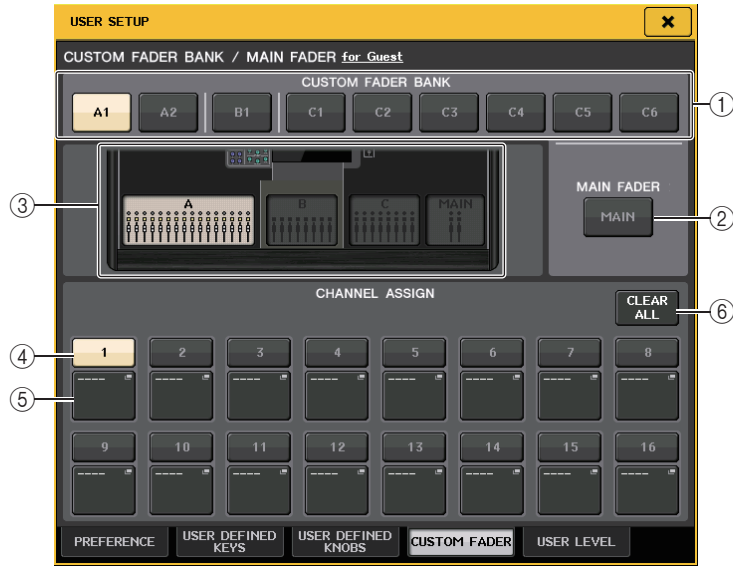 USER SETUP
CUSTOM FADER BANK / MAIN FADER for Guest
CUSTOM FADER BANK
A1 A2 B1 C1 C2 C3 C4 C5 C6
①
A B C MAIN
③
MAIN FADER
MAIN
②
CHANNEL ASSIGN
CLEAR
ALL
⑥
④
1 2 3 4 5 6 7 8
⑤
---- ---- ---- ---- ---- ---- ---- ----
9 10 11 12 13 14 15 16
---- ---- ---- ---- ---- ---- ---- ----
PREFERENCE
USER DEFINED
KEYS
USER DEFINED
KNOBS
CUSTOM FADER
USER LEVEL